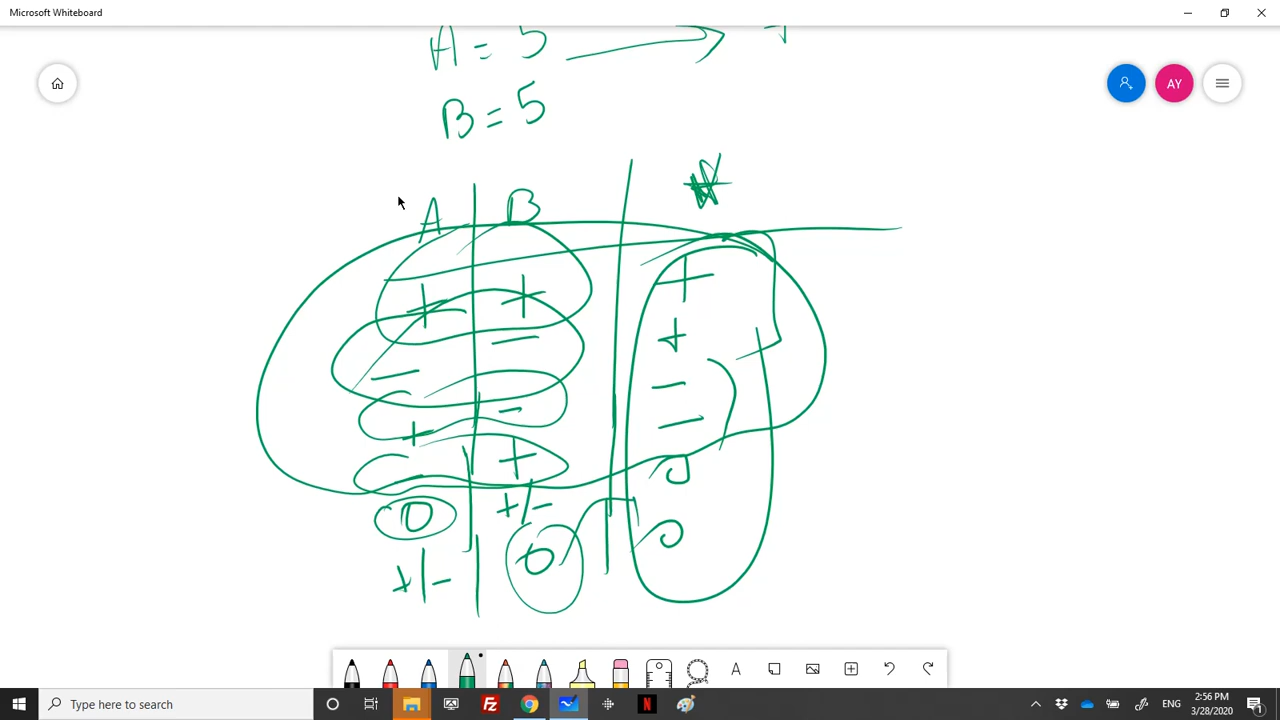 Microsoft Whiteboard
A = 5
B = 5
AY
A B *
+ + +
- - +
+ - -
- + -
0 +/- 0
+/- 0 0
A
Type here to search
ENG
2:56 PM
3/28/2020